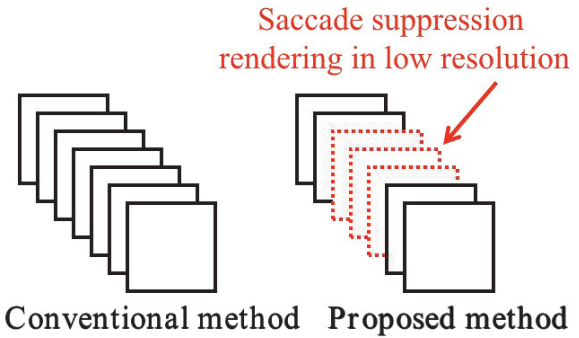 Saccade suppression
rendering in low resolution
Conventional method
Proposed method